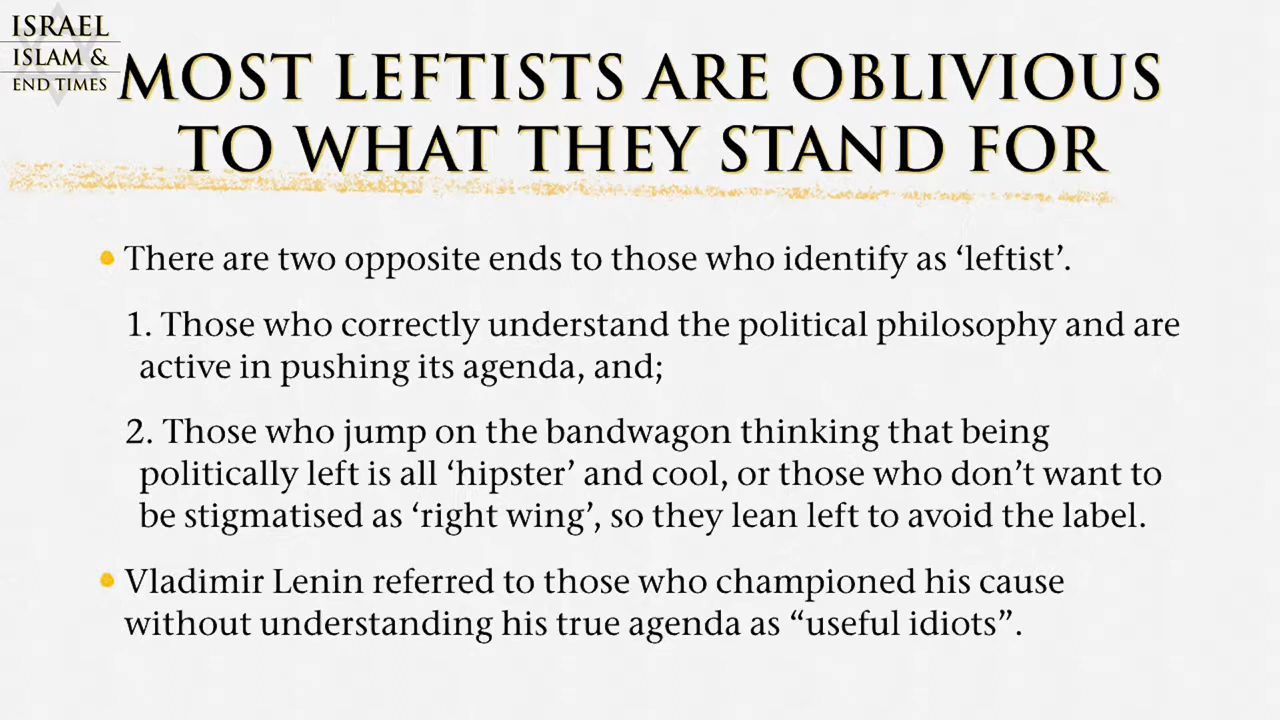 ISRAEL
ISLAM &
END TIMES
MOST LEFTISTS ARE OBLIVIOUS
TO WHAT THEY STAND FOR
• There are two opposite ends to those who identify as ‘leftist’.
1. Those who correctly understand the political philosophy and are
active in pushing its agenda, and;
2. Those who jump on the bandwagon thinking that being
politically left is all ‘hipster’ and cool, or those who don’t want to
be stigmatised as ‘right wing’, so they lean left to avoid the label.
• Vladimir Lenin referred to those who championed his cause
without understanding his true agenda as “useful idiots”.